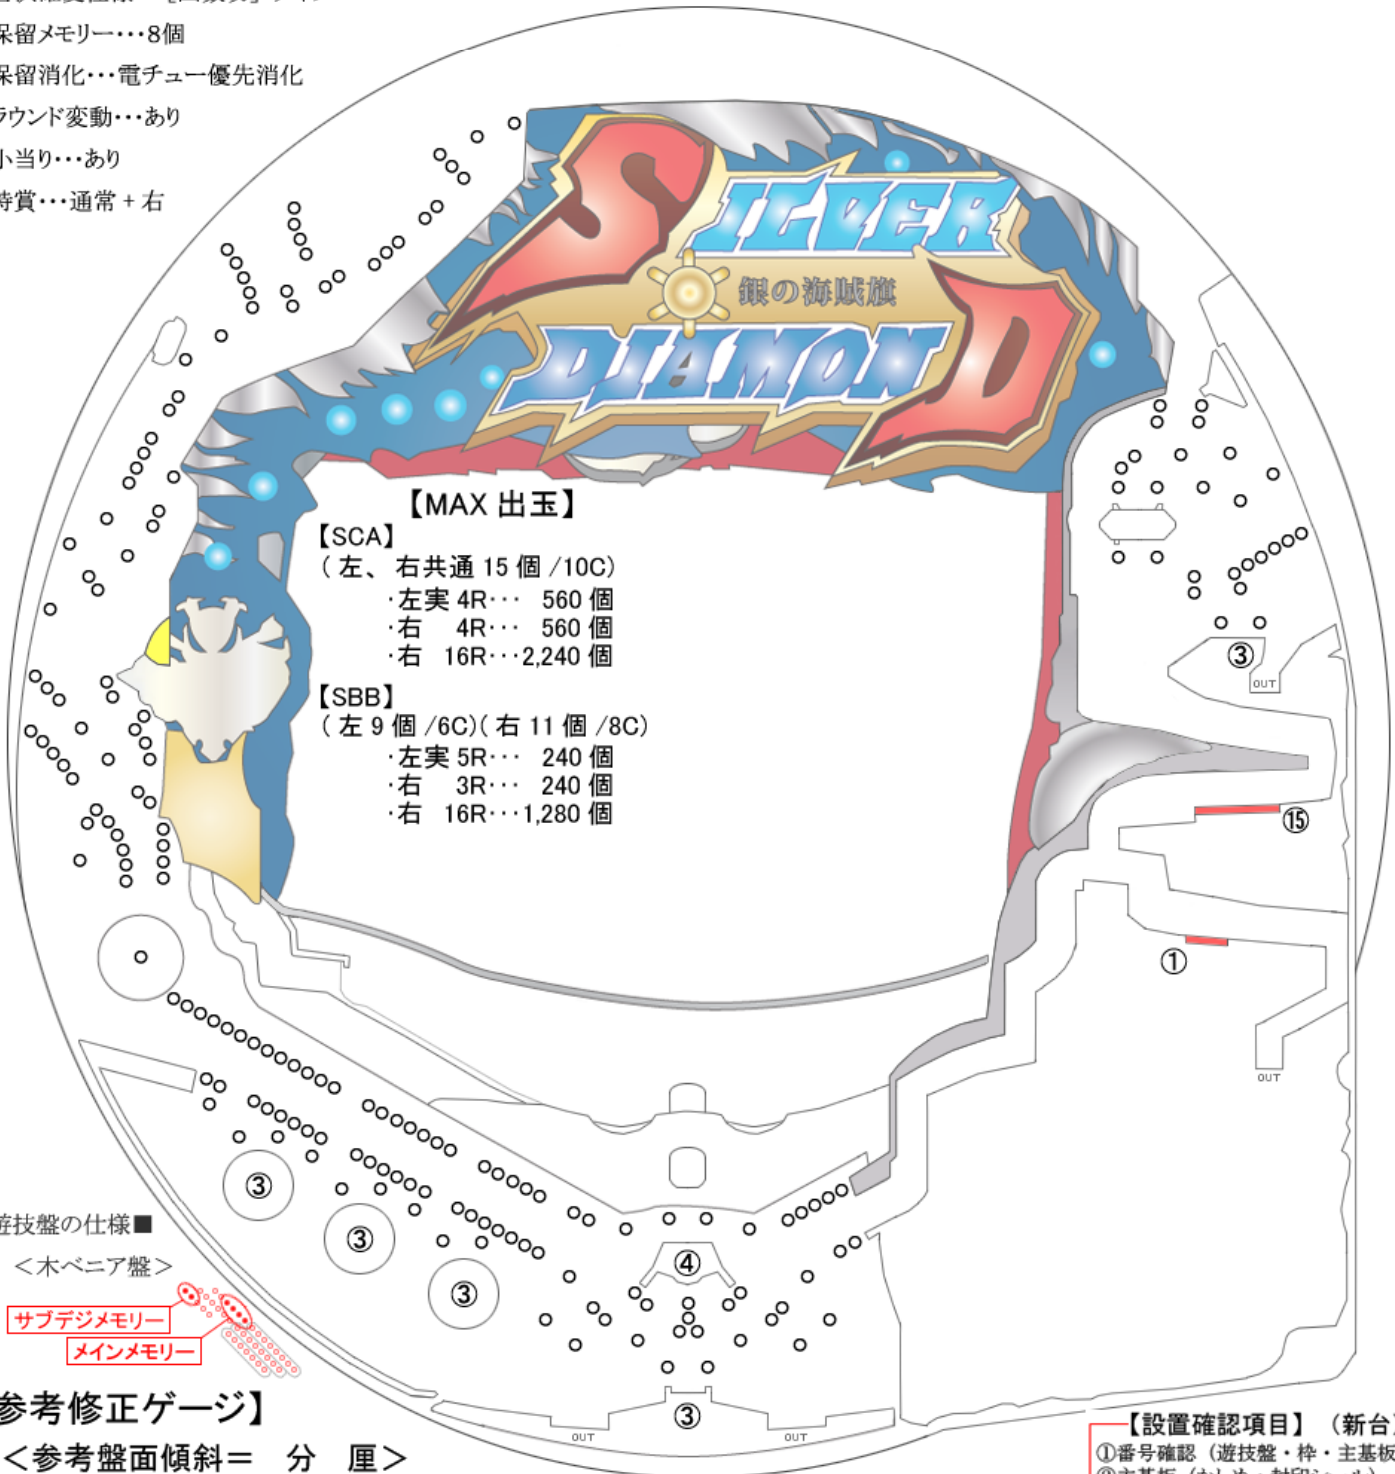 保留メモリー・・・8個
保留消化・・・電チュー優先消化
ラウンド変動・・・あり
小当り・・・あり
時賞・・・通常 + 右
SILVER
銀の海賊旗
DIAMOND
【MAX 出玉】
【SCA】
( 左、 右共通 15 個 /10C)
・左実 4R・・・ 560 個
・右 4R・・・ 560 個
・右 16R・・・2,240 個
【SBB】
( 左 9 個 /6C)( 右 11 個 /8C)
・左実 5R・・・ 240 個
・右 3R・・・ 240 個
・右 16R・・・1,280 個
③
OUT
⑮
①
OUT
③
③
③
④
③
OUT
OUT
遊技盤の仕様■
＜木ベニア盤＞
サブデジメモリー
メインメモリー
参考修正ゲージ】
＜参考盤面傾斜＝ 分 厘＞
【設置確認項目】 （新台）
①番号確認（遊技盤・枠・主基板